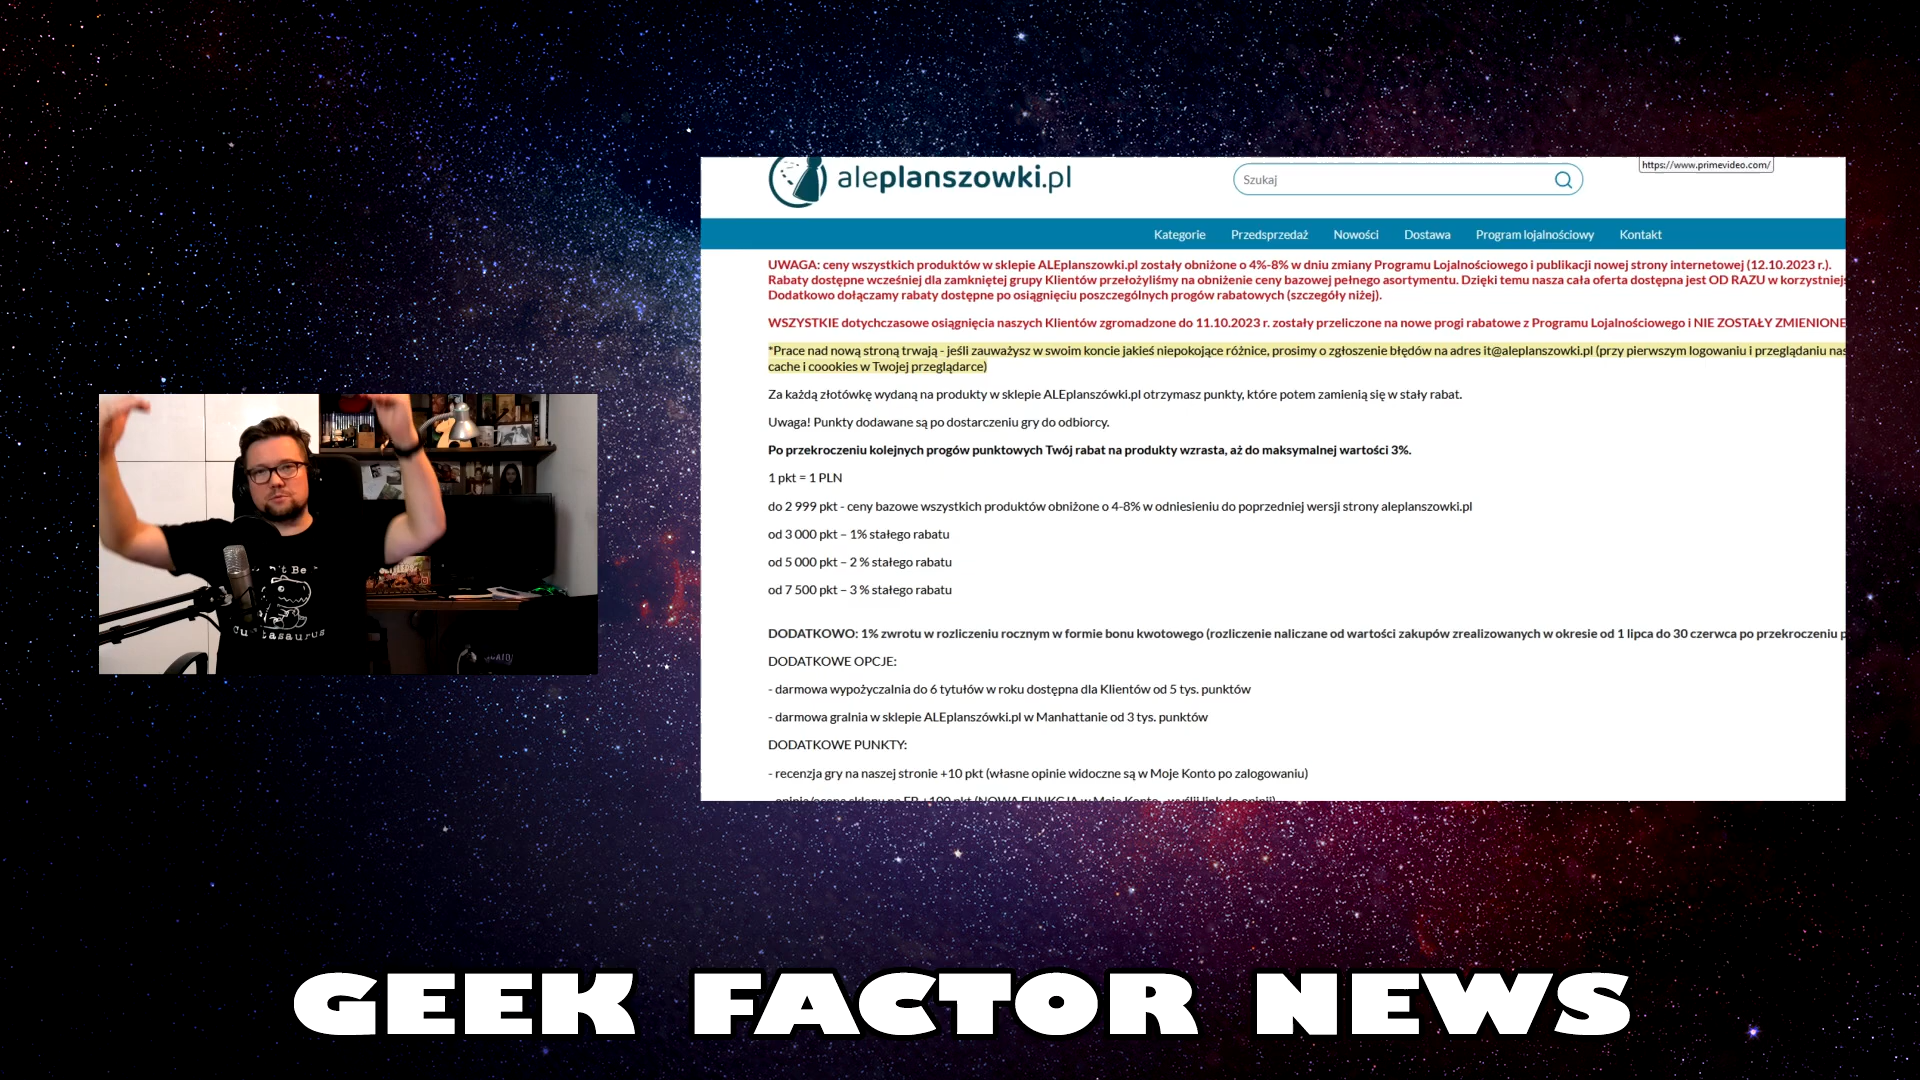 aleplanszowki.pl
Szukaj
https://www.primevideo.com/
Kategorie Przedsprzedaż Nowości Dostawa Program lojalnościowy Kontakt
UWAGA: ceny wszystkich produktów w sklepie ALEplanszowki.pl zostały obniżone o 4%-8% w dniu zmiany Programu Lojalnościowego i publikacji nowej strony internetowej (12.10.2023 r.).
Rabaty dostępne wcześniej dla zamkniętej grupy Klientów przełożyliśmy na obniżenie ceny bazowej pełnego asortymentu. Dzięki temu nasza cała oferta dostępna jest OD RAZU w korzystniejs
Dodatkowo dołączamy rabaty dostępne po osiągnięciu poszczególnych progów rabatowych (szczegóły niżej).
WSZYSTKIE dotychczasowe osiągnięcia naszych Klientów zgromadzone do 11.10.2023 r. zostały przeliczone na nowe progi rabatowe z Programu Lojalnościowego i NIE ZOSTAŁY ZMIENIONE
*Prace nad nową stroną trwają - jeśli zauważysz w swoim koncie jakieś niepokojące różnice, prosimy o zgłoszenie błędów na adres it@aleplanszowki.pl (przy pierwszym logowaniu i przeglądaniu nas
cache i coookies w Twojej przeglądarce)
Za każdą złotówkę wydaną na produkty w sklepie ALEplanszówki.pl otrzymasz punkty, które potem zamienią się w stały rabat.
Uwaga! Punkty dodawane są po dostarczeniu gry do odbiorcy.
Po przekroczeniu kolejnych progów punktowych Twój rabat na produkty wzrasta, aż do maksymalnej wartości 3%.
1 pkt = 1 PLN
do 2 999 pkt - ceny bazowe wszystkich produktów obniżone o 4-8% w odniesieniu do poprzedniej wersji strony aleplanszowki.pl
od 3 000 pkt – 1% stałego rabatu
od 5 000 pkt – 2 % stałego rabatu
od 7 500 pkt – 3 % stałego rabatu
DODATKOWO: 1% zwrotu w rozliczeniu rocznym w formie bonu kwotowego (rozliczenie naliczane od wartości zakupów zrealizowanych w okresie od 1 lipca do 30 czerwca po przekroczeniu p
DODATKOWE OPCJE:
- darmowa wypożyczalnia do 6 tytułów w roku dostępna dla Klientów od 5 tys. punktów
- darmowa gralnia w sklepie ALEplanszówki.pl w Manhattanie od 3 tys. punktów
DODATKOWE PUNKTY:
- recenzja gry na naszej stronie +10 pkt (własne opinie widoczne są w Moje Konto po zalogowaniu)
GEEK FACTOR NEWS